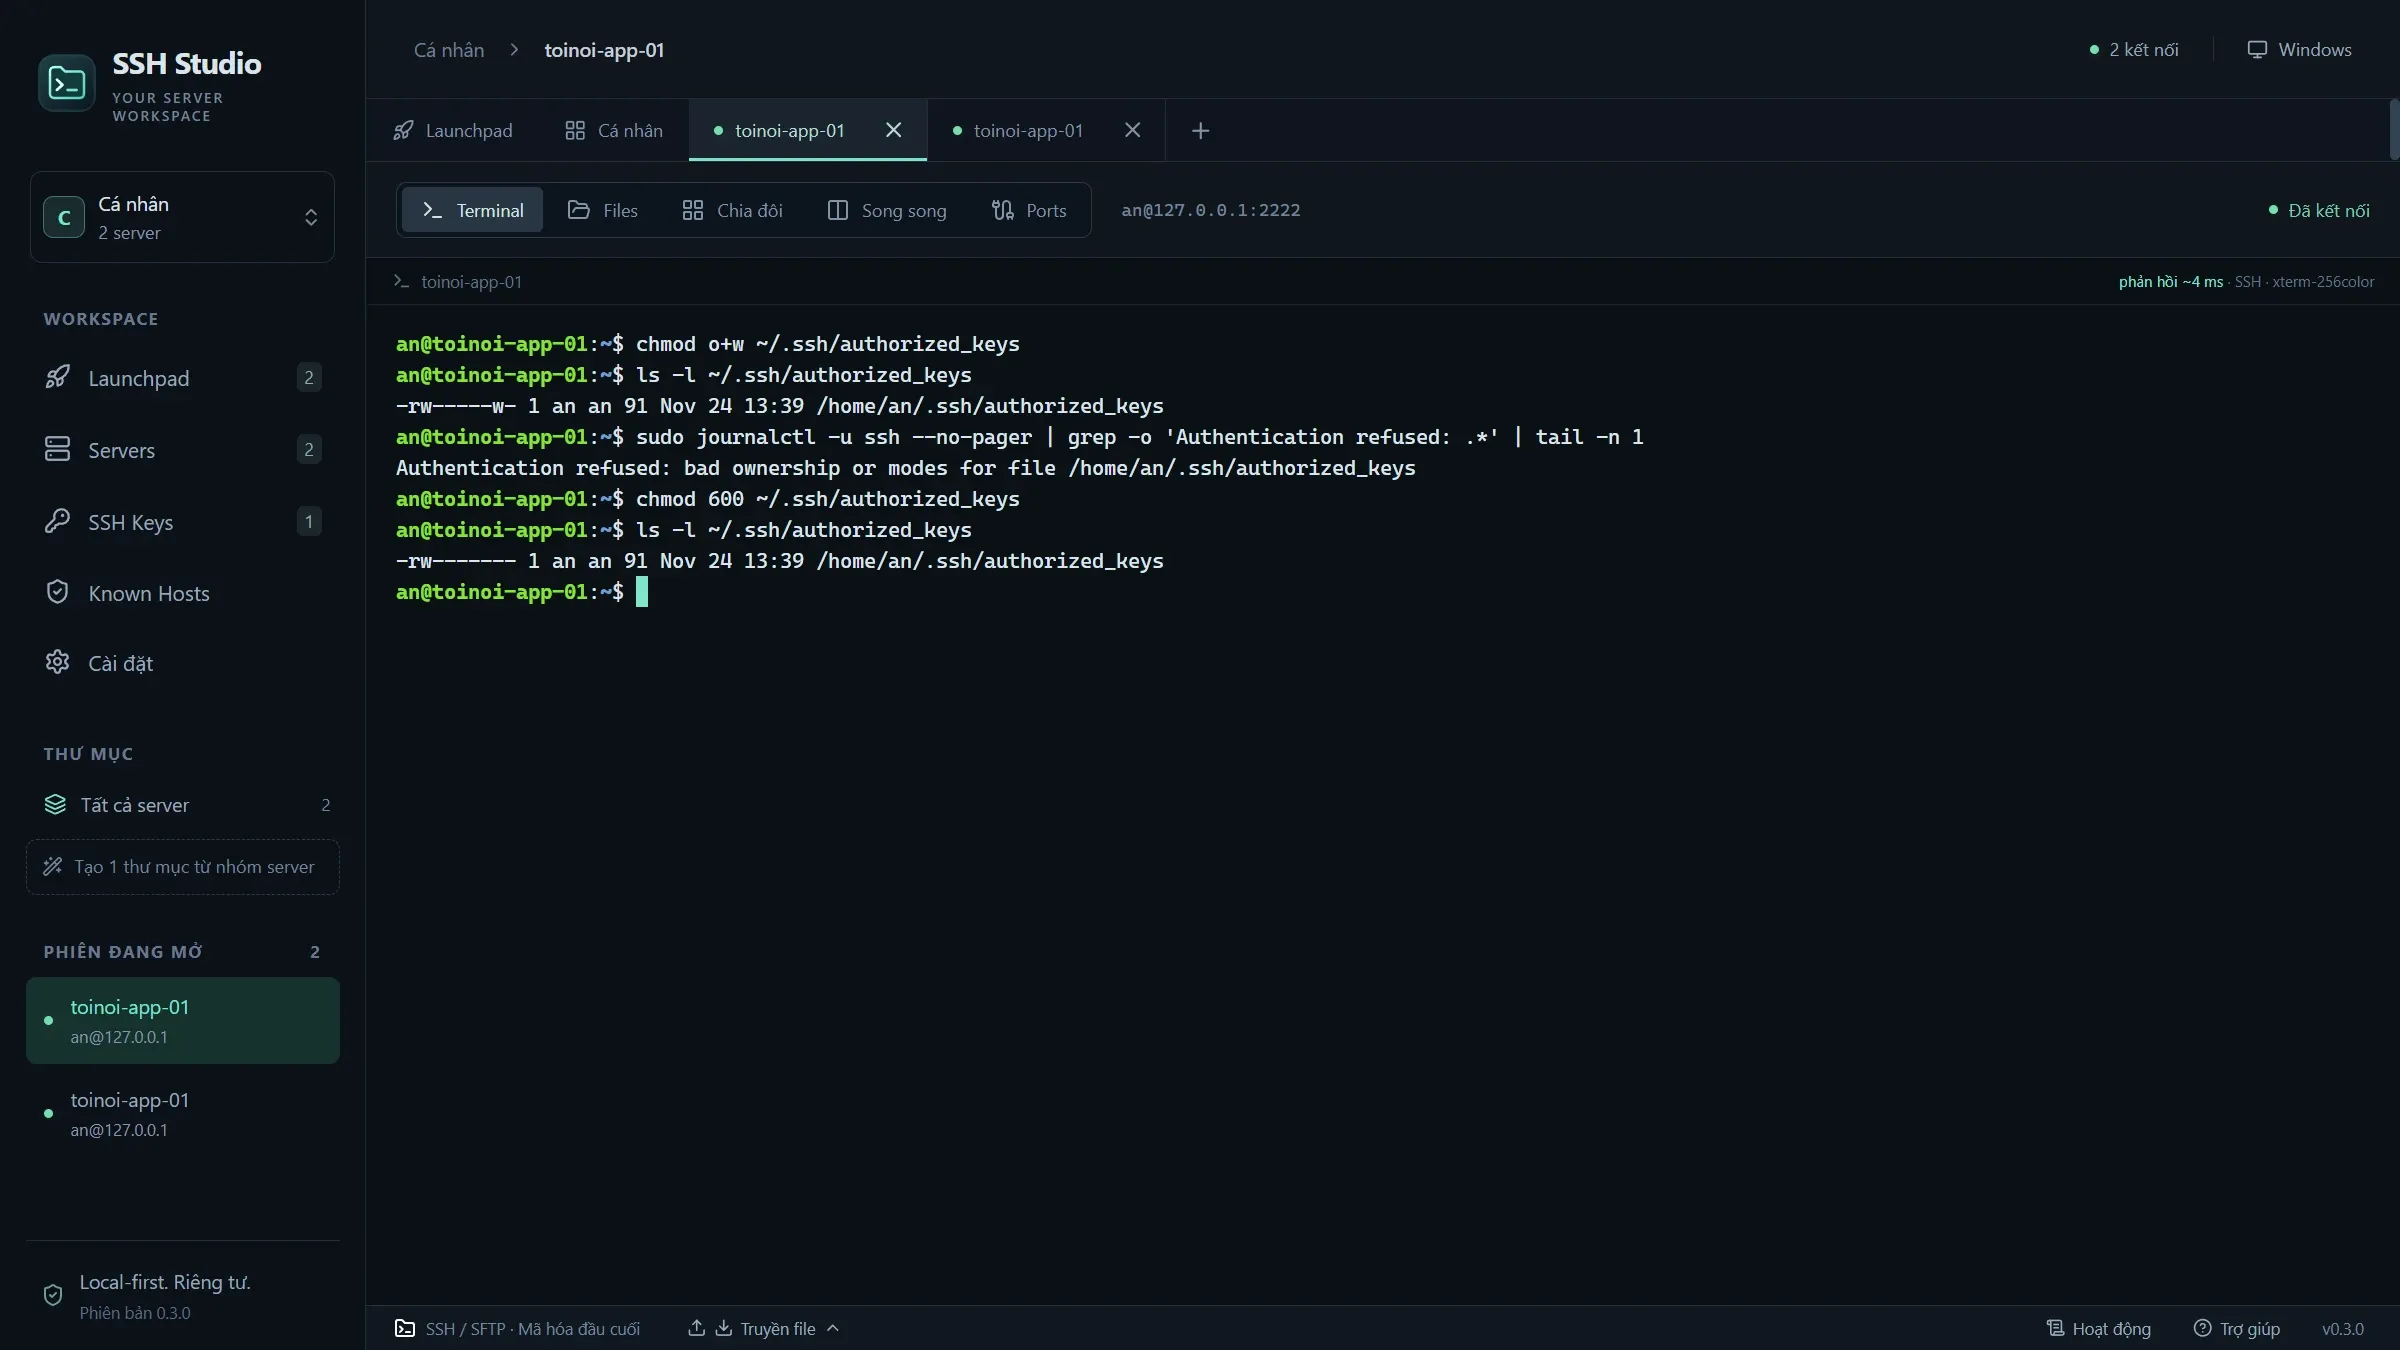 SSH Studio
YOUR SERVER
WORKSPACE
C
Cá nhân
2 server
WORKSPACE
Launchpad 2
Servers 2
SSH Keys 1
Known Hosts
Cài đặt
THƯ MỤC
Tất cả server 2
Tạo 1 thư mục từ nhóm server
PHIÊN ĐANG MỞ 2
toinoi-app-01
an@127.0.0.1
toinoi-app-01
an@127.0.0.1
Local-first. Riêng tư.
Phiên bản 0.3.0
Cá nhân > toinoi-app-01
2 kết nối
Windows
Launchpad
Cá nhân
toinoi-app-01
toinoi-app-01
Terminal
Files
Chia đôi
Song song
Ports
an@127.0.0.1:2222
Đã kết nối
toinoi-app-01
phản hồi ~4 ms · SSH · xterm-256color
an@toinoi-app-01:~$ chmod o+w ~/.ssh/authorized_keys
an@toinoi-app-01:~$ ls -l ~/.ssh/authorized_keys
-rw-----w- 1 an an 91 Nov 24 13:39 /home/an/.ssh/authorized_keys
an@toinoi-app-01:~$ sudo journalctl -u ssh --no-pager | grep -o 'Authentication refused: .*' | tail -n 1
Authentication refused: bad ownership or modes for file /home/an/.ssh/authorized_keys
an@toinoi-app-01:~$ chmod 600 ~/.ssh/authorized_keys
an@toinoi-app-01:~$ ls -l ~/.ssh/authorized_keys
-rw------- 1 an an 91 Nov 24 13:39 /home/an/.ssh/authorized_keys
an@toinoi-app-01:~$
SSH / SFTP · Mã hóa đầu cuối
Truyền file
Hoạt động
Trợ giúp
v0.3.0